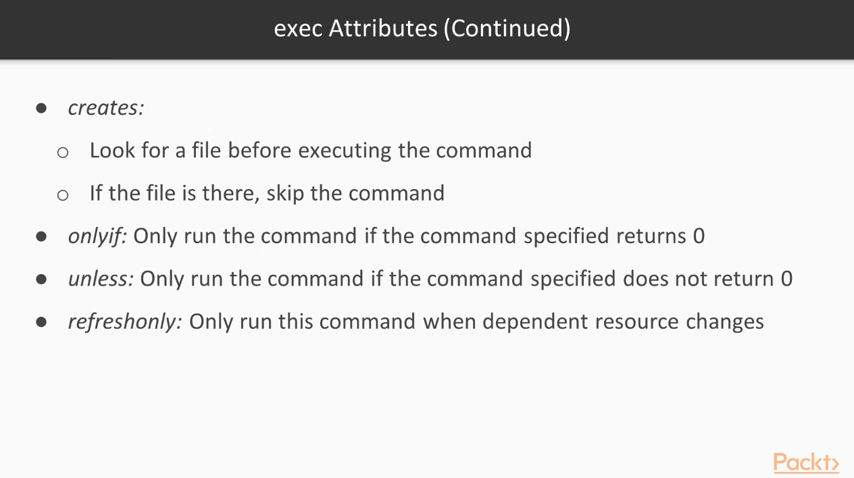 exec Attributes (Continued)
● creates:
o Look for a file before executing the command
o If the file is there, skip the command
● onlyif: Only run the command if the command specified returns 0
● unless: Only run the command if the command specified does not return 0
● refreshonly: Only run this command when dependent resource changes
Packt>